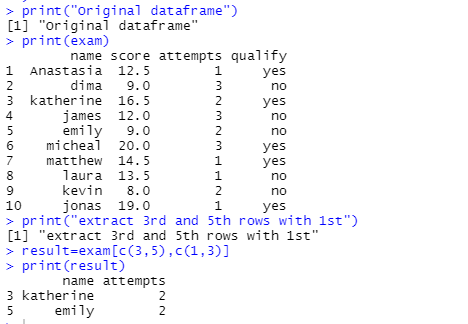 > print("Original dataframe")
[1] "Original dataframe"
> print(exam)
        name score attempts qualify
1  Anastasia  12.5        1     yes
2       dima   9.0        3      no
3  katherine  16.5        2     yes
4      james  12.0        3      no
5      emily   9.0        2      no
6    micheal  20.0        3     yes
7    matthew  14.5        1     yes
8      laura  13.5        1      no
9      kevin   8.0        2      no
10     jonas  19.0        1     yes
> print("extract 3rd and 5th rows with 1st")
[1] "extract 3rd and 5th rows with 1st"
> result=exam[c(3,5),c(1,3)]
> print(result)
       name attempts
3 katherine        2
5     emily        2